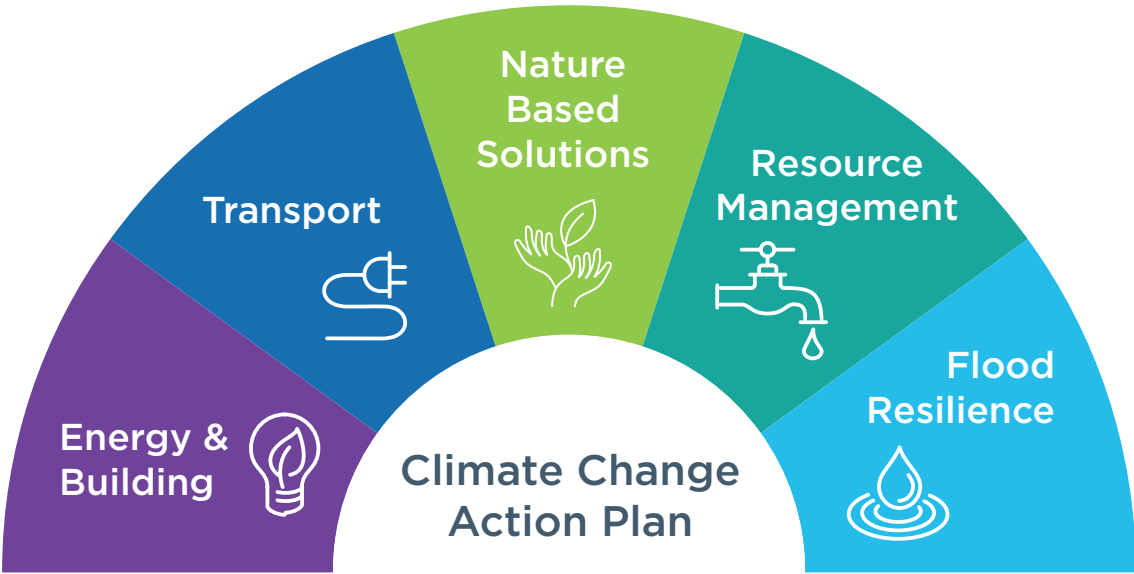 Nature
Based
Solutions
Transport
Resource
Management
Energy &
Building
Flood
Resilience
Climate Change
Action Plan